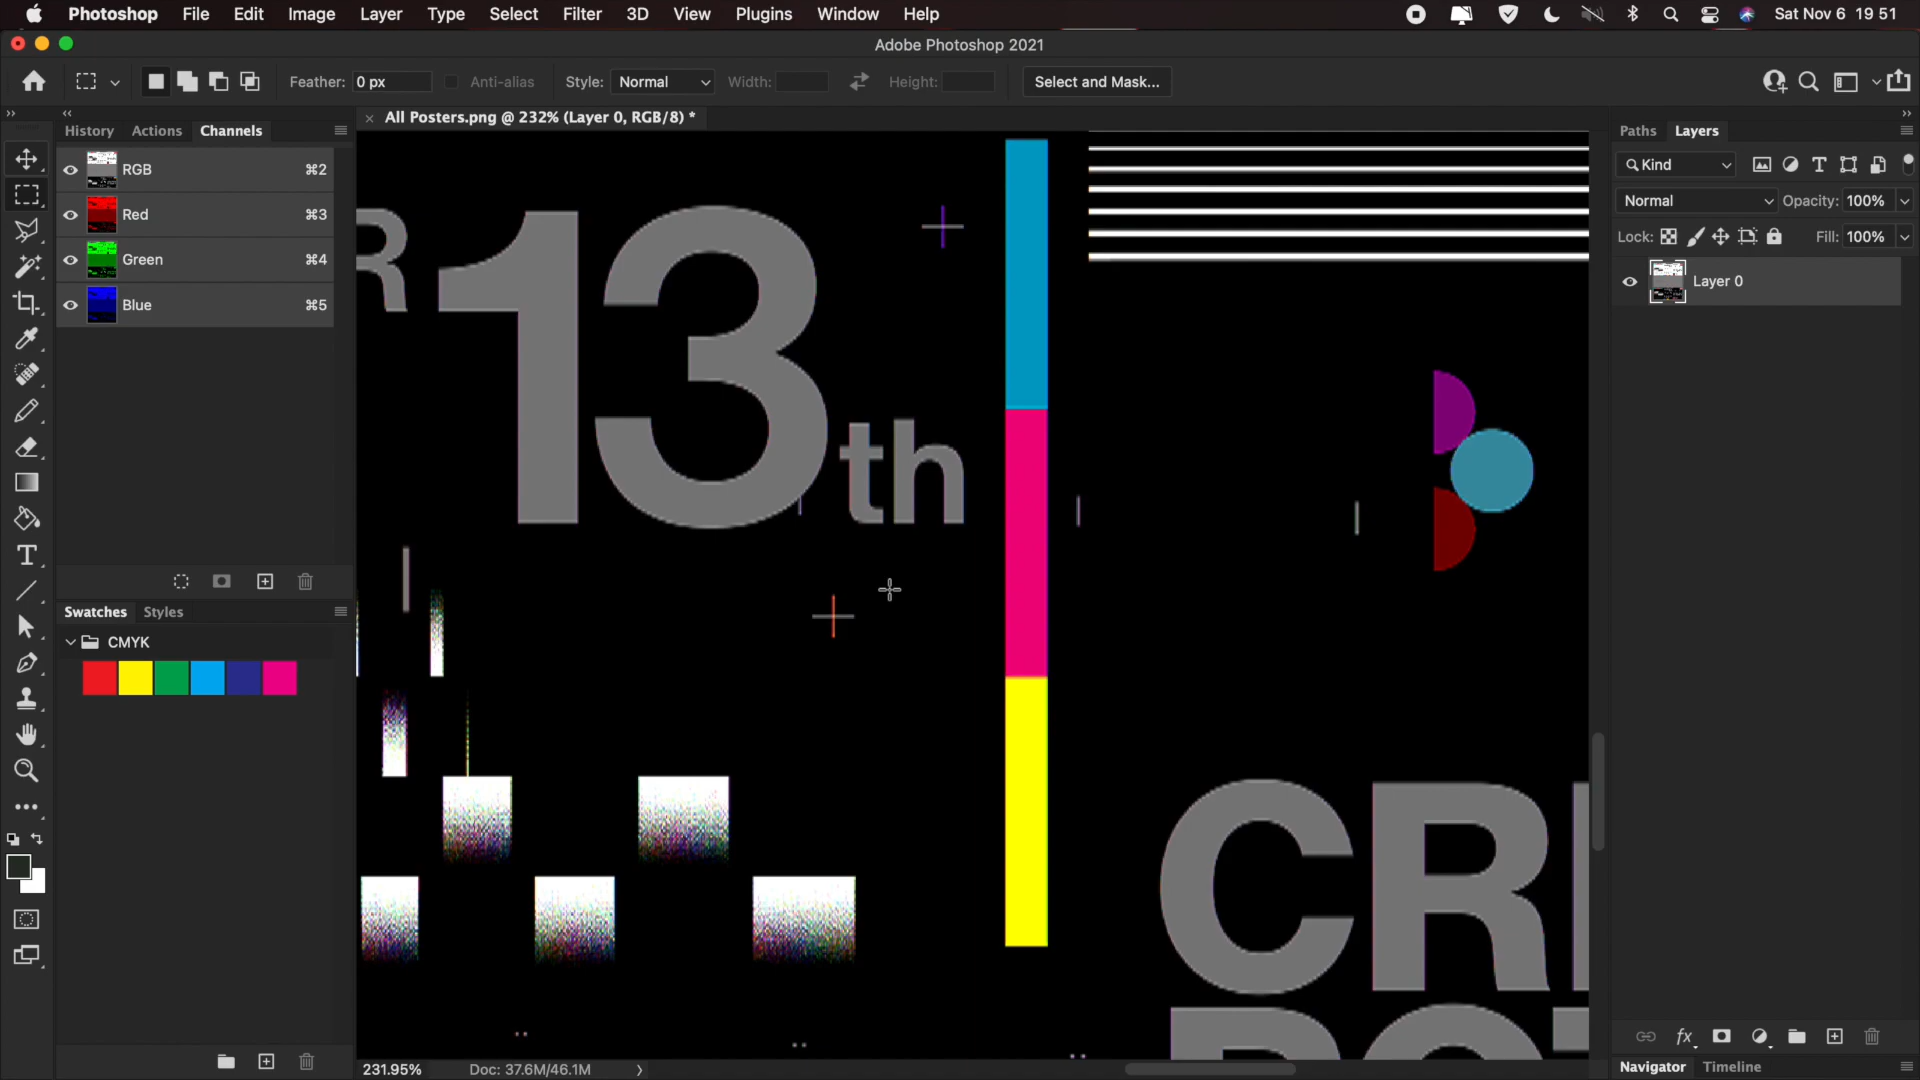 Photoshop File Edit Image Layer Type Select Filter 3D View Plugins Window Help Sat Nov 6 19 51
Adobe Photoshop 2021
Feather: 0 px Anti-alias Style: Normal Width: Height: Select and Mask...
All Posters.png @ 232% (Layer 0, RGB/8) *
History Actions Channels
RGB ⌘2
Red ⌘3
Green ⌘4
Blue ⌘5
Swatches Styles
CMYK
R 13th
CR
231.95% Doc: 37.6M/46.1M
Paths Layers
Kind
Normal Opacity: 100%
Lock: Fill: 100%
Layer 0
fx
Navigator Timeline